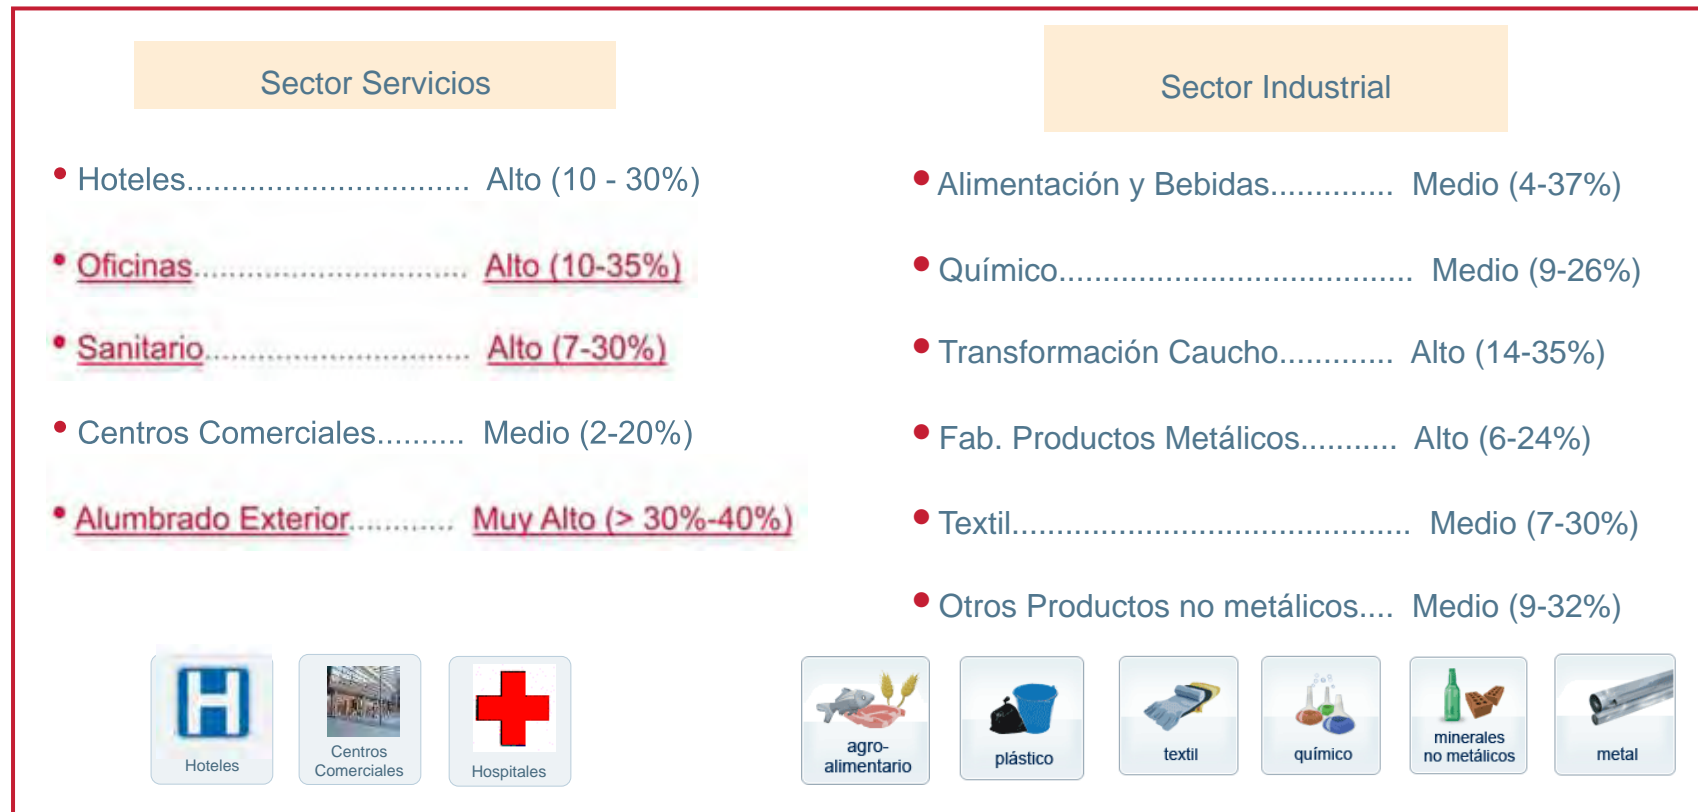 Sector Servicios
• Hoteles................................ Alto (10 - 30%)
• Oficinas............................... Alto (10-35%)
• Sanitario.............................. Alto (7-30%)
• Centros Comerciales.......... Medio (2-20%)
• Alumbrado Exterior............ Muy Alto (> 30%-40%)
Hoteles
Centros
Comerciales
Hospitales
Sector Industrial
• Alimentación y Bebidas.............. Medio (4-37%)
• Químico......................................... Medio (9-26%)
• Transformación Caucho............. Alto (14-35%)
• Fab. Productos Metálicos........... Alto (6-24%)
• Textil............................................. Medio (7-30%)
• Otros Productos no metálicos.... Medio (9-32%)
agro-
alimentario
plástico
textil
químico
minerales
no metálicos
metal